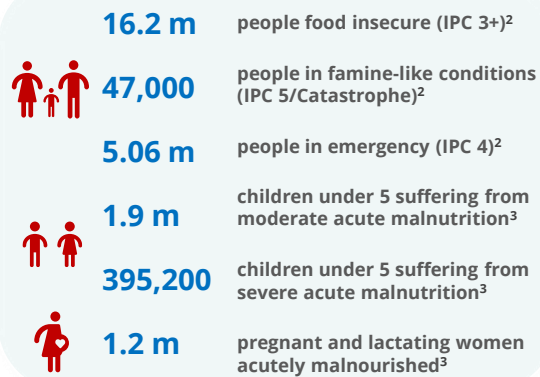 16.2 m people food insecure (IPC 3+)²
47,000 people in famine-like conditions
(IPC 5/Catastrophe)²
5.06 m people in emergency (IPC 4)²
1.9 m children under 5 suffering from
moderate acute malnutrition³
395,200 children under 5 suffering from
severe acute malnutrition³
1.2 m pregnant and lactating women
acutely malnourished³